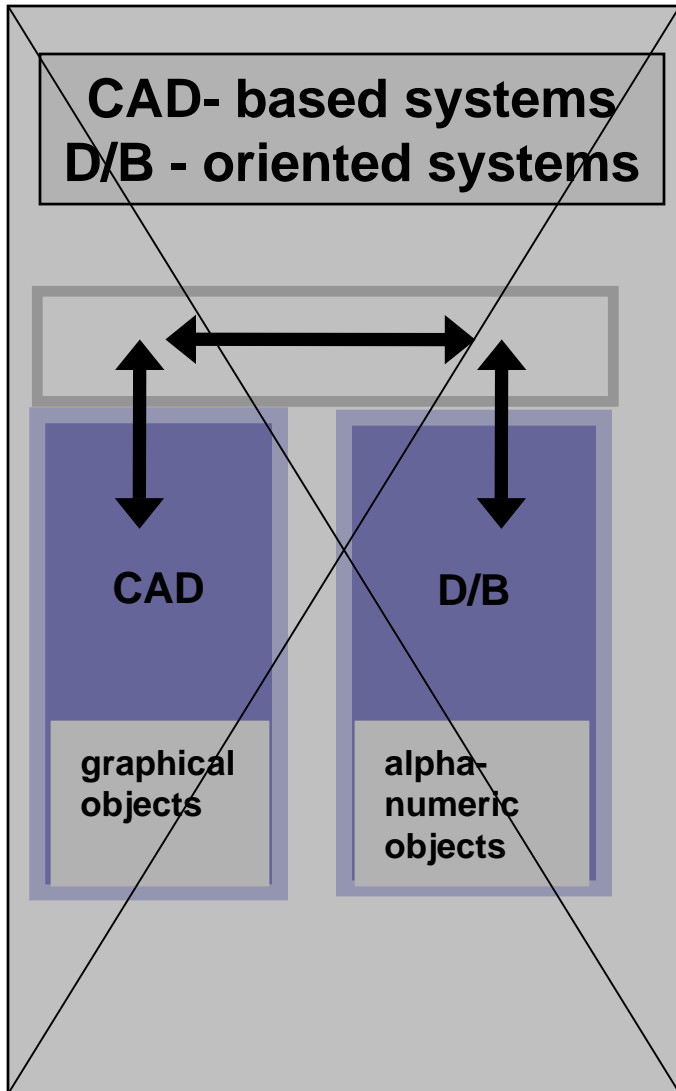 CAD- based systems
D/B - oriented systems
CAD
D/B
graphical
objects
alpha-
numeric
objects